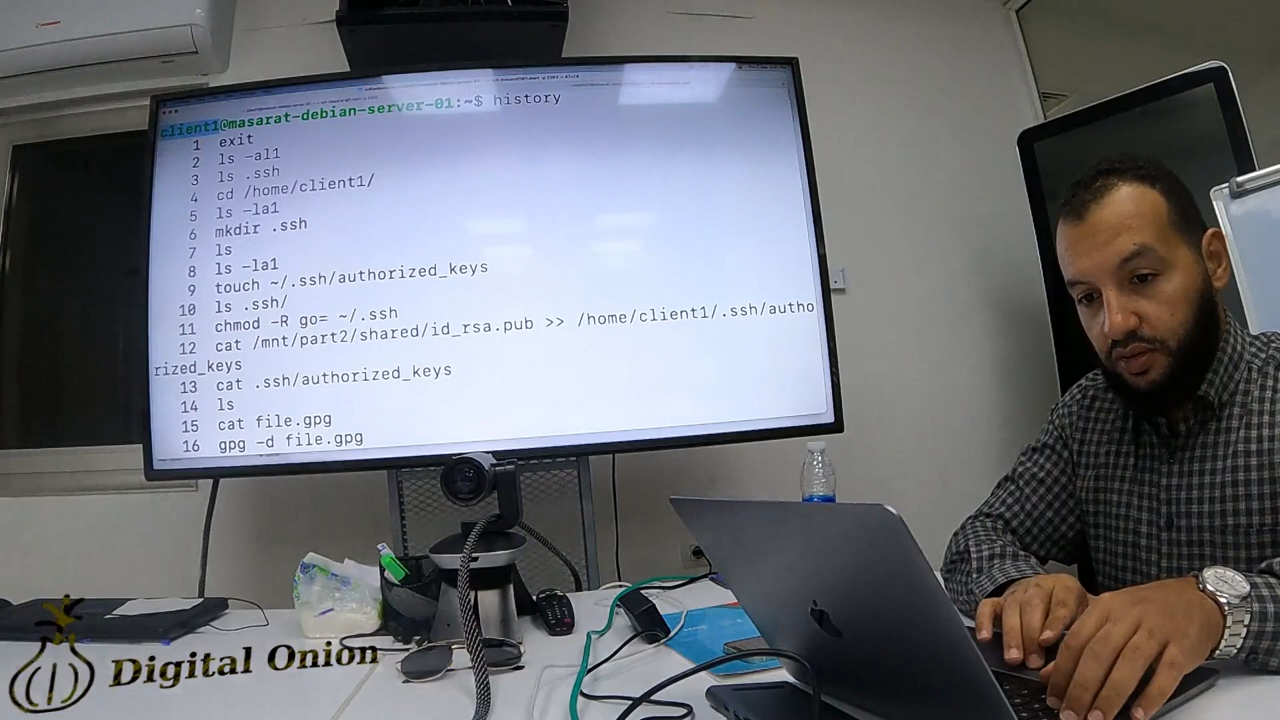 client1@masarat-debian-server-01:~$ history
1 exit
2 ls -al1
3 ls .ssh
4 cd /home/client1/
5 ls -la1
6 mkdir .ssh
7 ls
8 ls -la1
9 touch ~/.ssh/authorized_keys
10 ls .ssh/
11 chmod -R go= ~/.ssh
12 cat /mnt/part2/shared/id_rsa.pub >> /home/client1/.ssh/autho
rized_keys
13 cat .ssh/authorized_keys
14 ls
15 cat file.gpg
16 gpg -d file.gpg
Digital Onion